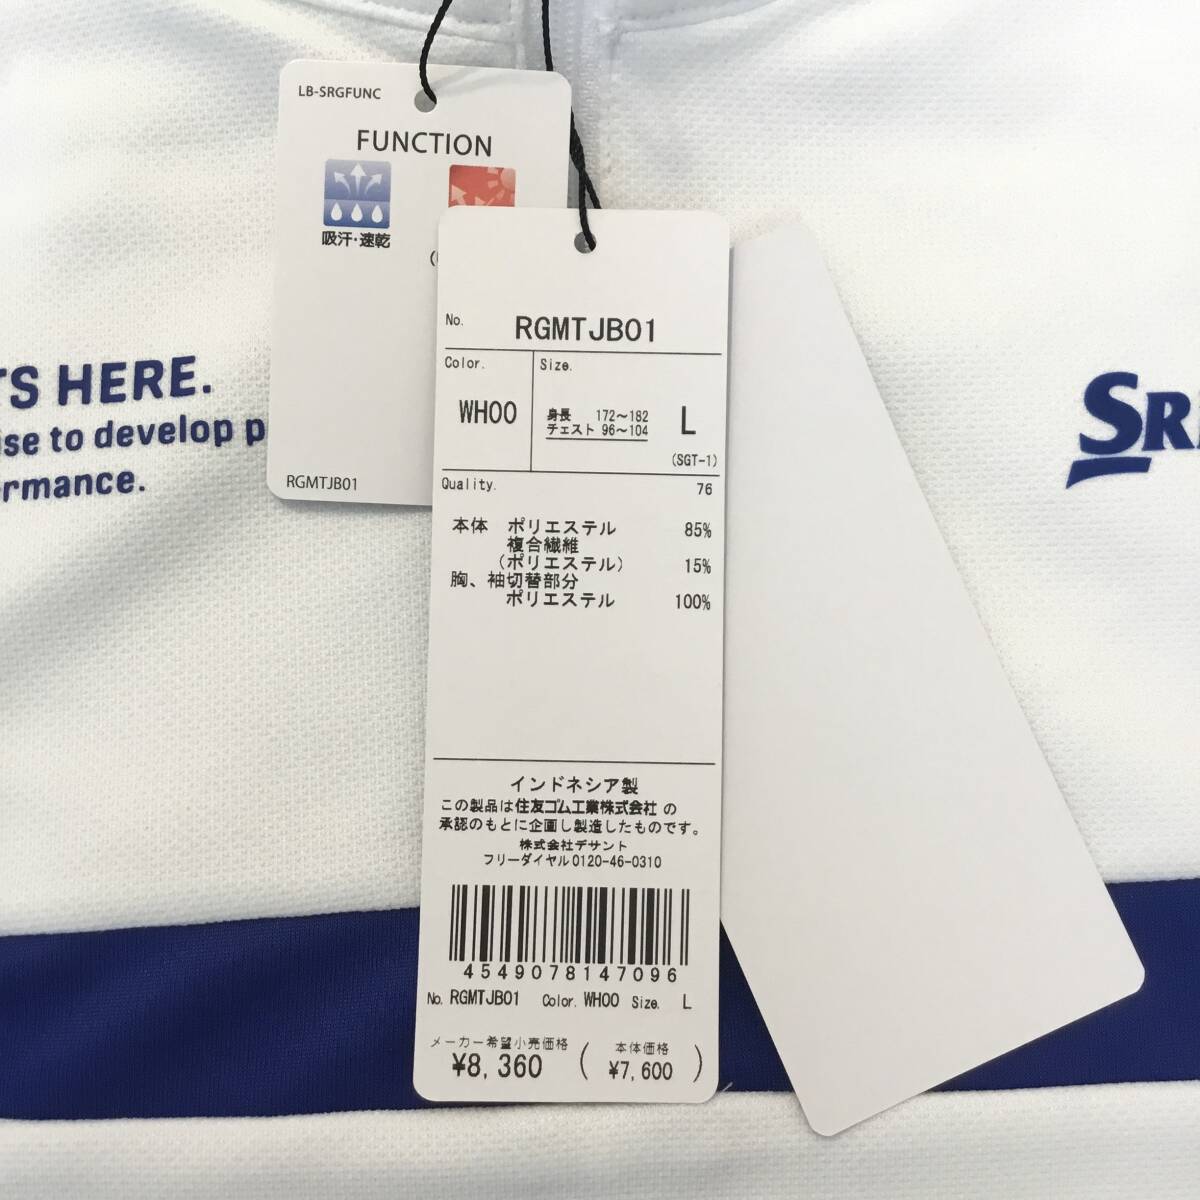 LB-SRGFUNC
FUNCTION
吸汗・速乾
RGMTJB01
HERE.
to develop
SR
No. RGMTJB01
Color. Size.
WH00 身長 172~182 L
チェスト 96~104
(SGT-1)
Quality. 76
本体 ポリエステル 85%
複合繊維
(ポリエステル) 15%
胸、袖切替部分
ポリエステル 100%
インドネシア製
この製品は住友ゴム工業株式会社の
承認のもとに企画し製造したものです。
株式会社デサント
フリーダイヤル0120-46-0310
4549078147096
No. RGMTJB01 Color. WH00 Size. L
メーカー希望小売価格 本体価格
¥8,360 (¥7,600)